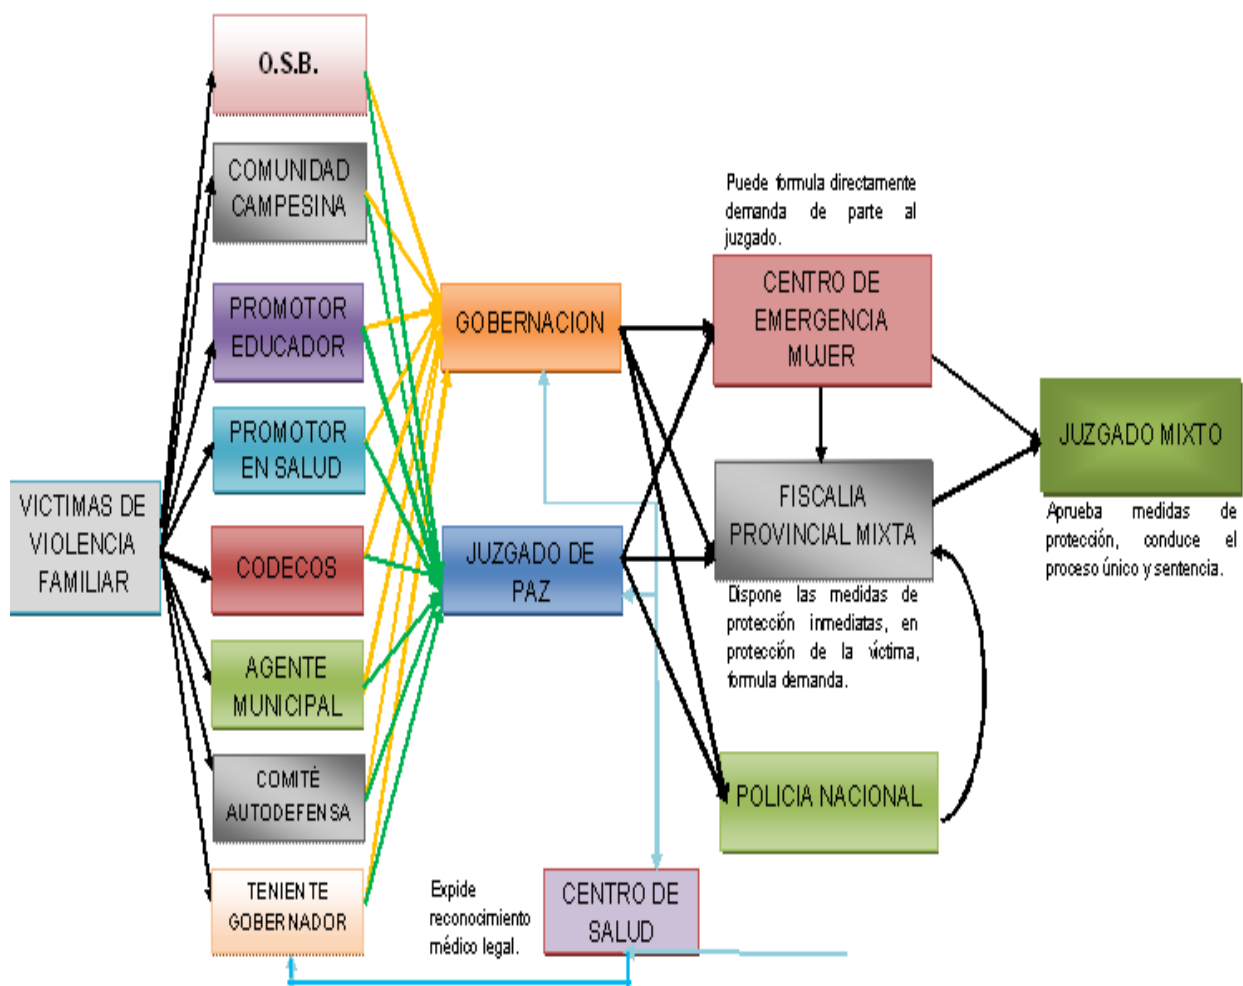 O.S.B.
COMUNIDAD
CAMPESINA
PROMOTOR
EDUCADOR
PROMOTOR
EN SALUD
VICTIMAS DE
VIOLENCIA
FAMILIAR
CODECOS
AGENTE
MUNICIPAL
COMITÉ
AUTODEFENSA
TENIENTE
GOBERNADOR
GOBERNACION
JUZGADO DE
PAZ
Expide
reconocimiento
médico legal.
CENTRO DE
SALUD
Puede formula directamente
demanda de parte al
juzgado.
CENTRO DE
EMERGENCIA
MUJER
FISCALIA
PROVINCIAL MIXTA
Dispone las medidas de
protección inmediatas, en
protección de la víctima,
formula demanda.
POLICIA NACIONAL
JUZGADO MIXTO
Aprueba medidas de
protección, conduce el
proceso único y sentencia.